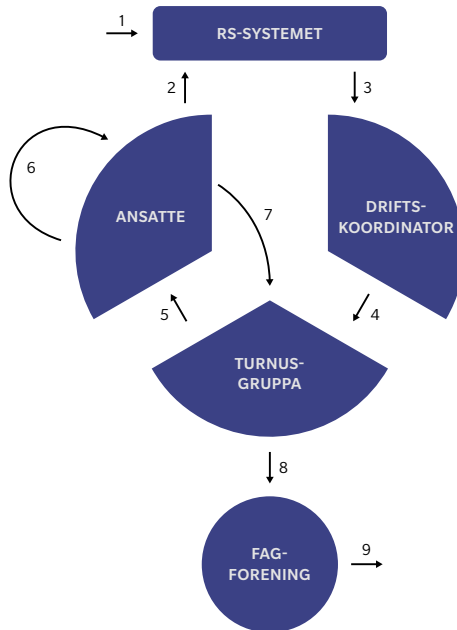 1
RS-SYSTEMET
2
3
6
ANSATTE
7
DRIFTS-
KOORDINATOR
5
4
TURNUS-
GRUPPA
8
FAG-
FORENING
9